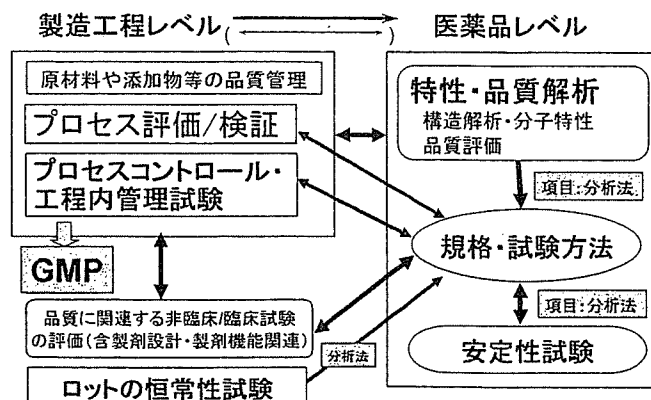 製造工程レベル
医薬品レベル
原材料や添加物等の品質管理
プロセス評価/検証
プロセスコントロール・
工程内管理試験
GMP
品質に関連する非臨床/臨床試験
の評価(含製剤設計・製剤機能関連)
ロットの恒常性試験
特性・品質解析
構造解析・分子特性
品質評価
項目:分析法
規格・試験方法
項目:分析法
安定性試験
分析法